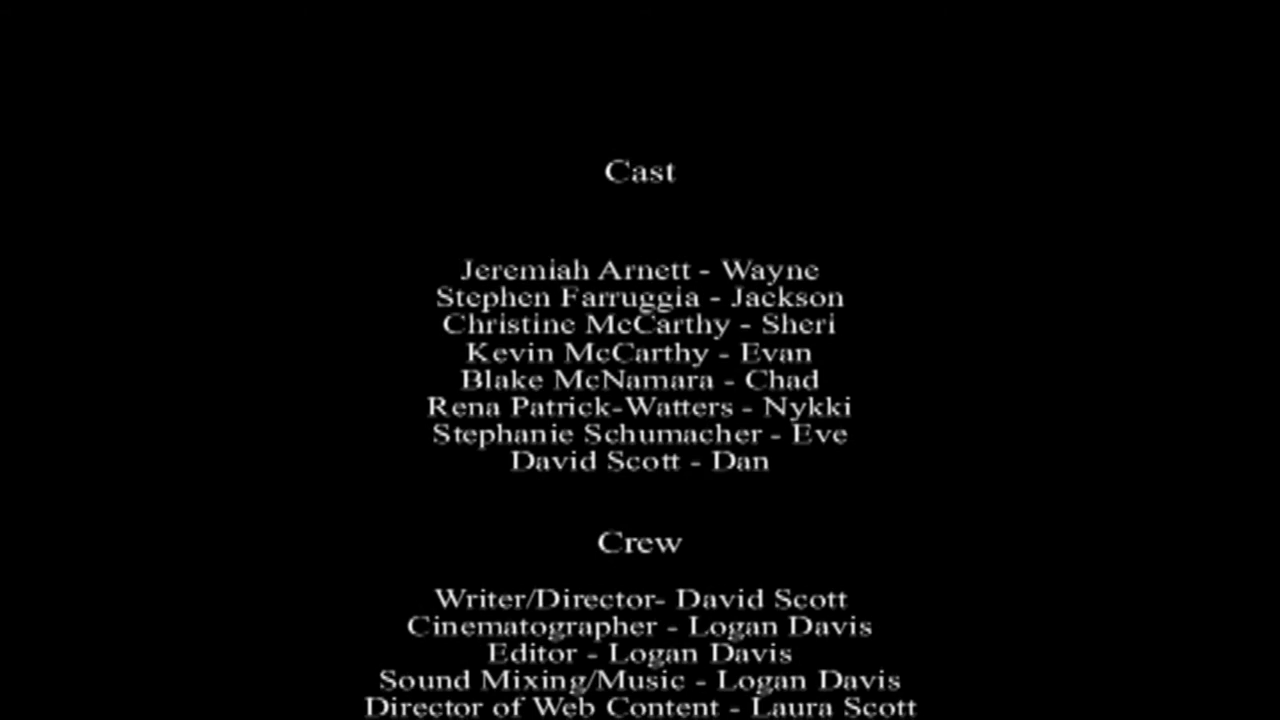 Cast
Jeremiah Arnett - Wayne
Stephen Farruggia - Jackson
Christine McCarthy - Sheri
Kevin McCarthy - Evan
Blake McNamara - Chad
Rena Patrick-Watters - Nykki
Stephanie Schumacher - Eve
David Scott - Dan
Crew
Writer/Director- David Scott
Cinematographer - Logan Davis
Editor - Logan Davis
Sound Mixing/Music - Logan Davis
Director of Web Content - Laura Scott